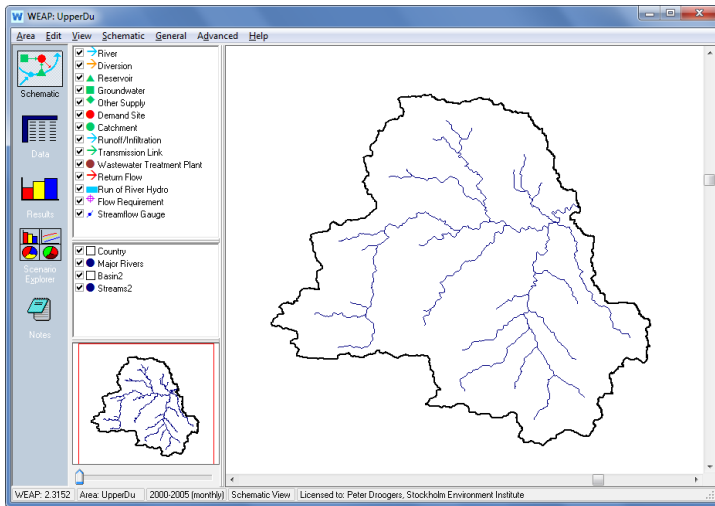 WEAP: UpperDu
Area Edit View Schematic General Advanced Help
Schematic
Data
Results
Scenario
Explorer
Notes
River
Diversion
Reservoir
Groundwater
Other Supply
Demand Site
Catchment
Runoff/Infiltration
Transmission Link
Wastewater Treatment Plant
Return Flow
Run of River Hydro
Flow Requirement
Streamflow Gauge
Country
Major Rivers
Basin2
Streams2
WEAP: 2.3152 Area: UpperDu 2000-2005 (monthly) Schematic View Licensed to: Peter Droogers, Stockholm Environment Institute